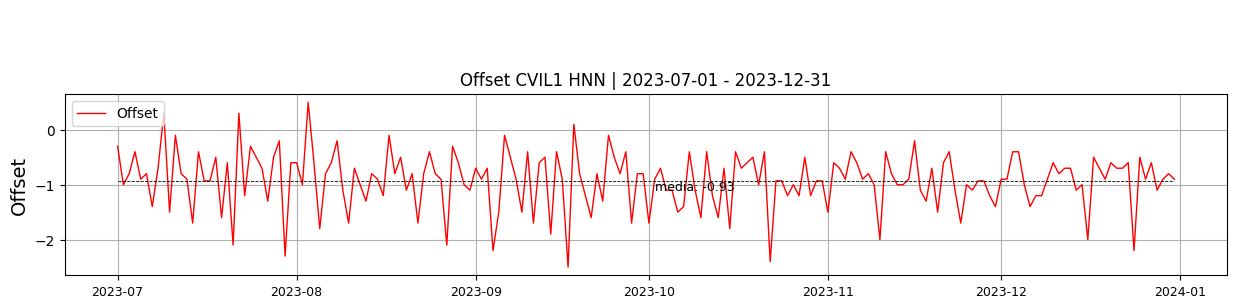 Offset CVIL1 HNN | 2023-07-01 - 2023-12-31
Offset
Offset
0
−1
−2
media: -0.93
2023-07
2023-08
2023-09
2023-10
2023-11
2023-12
2024-01